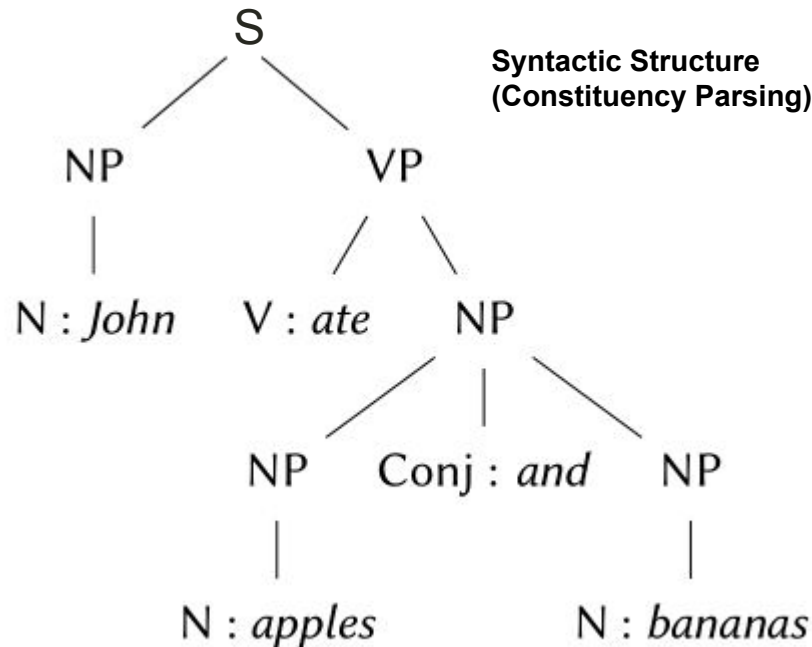 S
Syntactic Structure
(Constituency Parsing)
NP VP
N : John V : ate NP
NP Conj : and NP
N : apples N : bananas